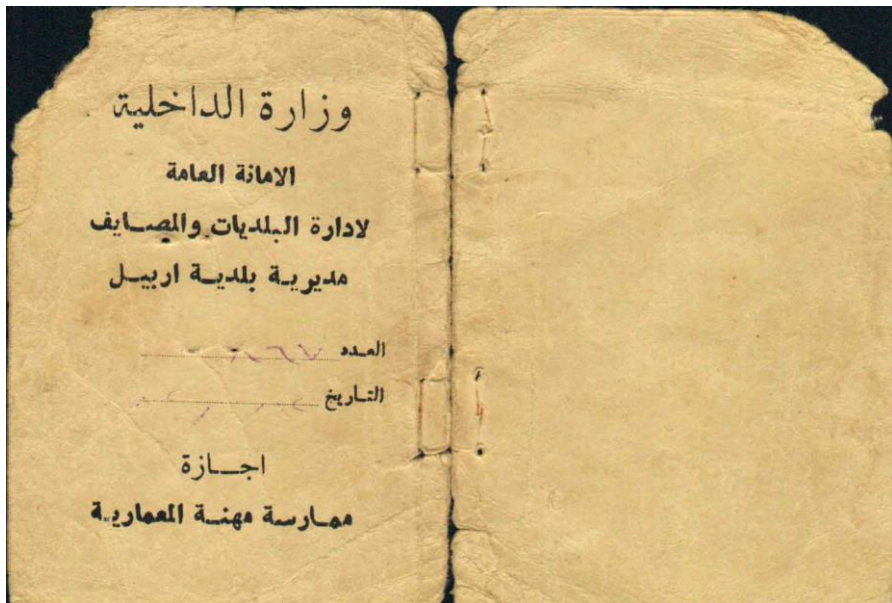 وزارة الداخلية
الامانة العامة
لادارة البلديات والمصايف
مديرية بلدية اربيل
العدد
التاريخ
اجازة
ممارسة مهنة المعمارية